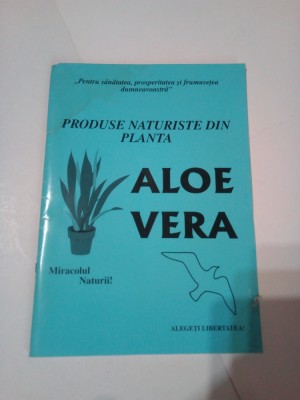 „Pentru sănătatea, prosperitatea și frumusețea
dumneavoastră”
PRODUSE NATURISTE DIN
PLANTA
ALOE
VERA
Miracolul
Naturii!
ALEGEȚI LIBERTATEA!